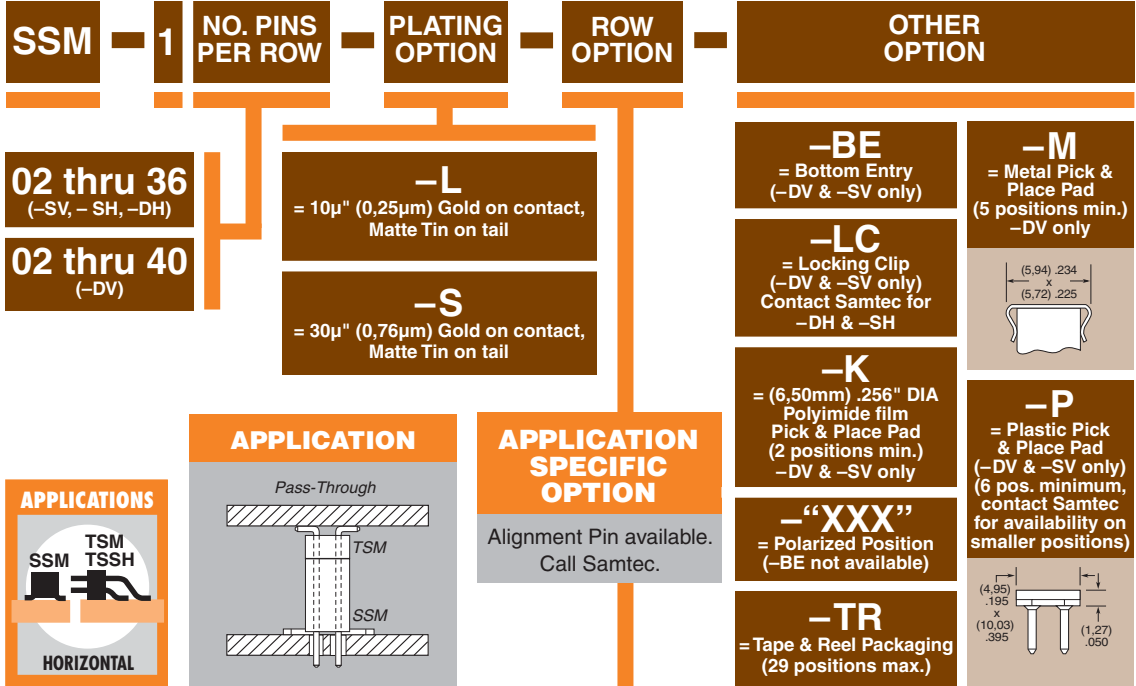 SSM – 1 NO. PINS PER ROW – PLATING OPTION – ROW OPTION – OTHER OPTION
02 thru 36
(–SV, – SH, –DH)
02 thru 40
(–DV)
–L
= 10µ" (0,25µm) Gold on contact,
Matte Tin on tail
–S
= 30µ" (0,76µm) Gold on contact,
Matte Tin on tail
–BE
= Bottom Entry
(–DV & –SV only)
–LC
= Locking Clip
(–DV & –SV only)
Contact Samtec for
–DH & –SH
–K
= (6,50mm) .256" DIA
Polyimide film
Pick & Place Pad
(2 positions min.)
–DV & –SV only
–"XXX"
= Polarized Position
(–BE not available)
–TR
= Tape & Reel Packaging
(29 positions max.)
–M
= Metal Pick &
Place Pad
(5 positions min.)
–DV only
(5,94) .234
x
(5,72) .225
–P
= Plastic Pick
& Place Pad
(–DV & –SV only)
(6 pos. minimum,
contact Samtec
for availability on
smaller positions)
(4,95)
.195
x
(10,03)
.395
(1,27)
.050
APPLICATIONS
SSM
TSM
TSSH
HORIZONTAL
APPLICATION
Pass-Through
TSM
SSM
APPLICATION
SPECIFIC
OPTION
Alignment Pin available.
Call Samtec.